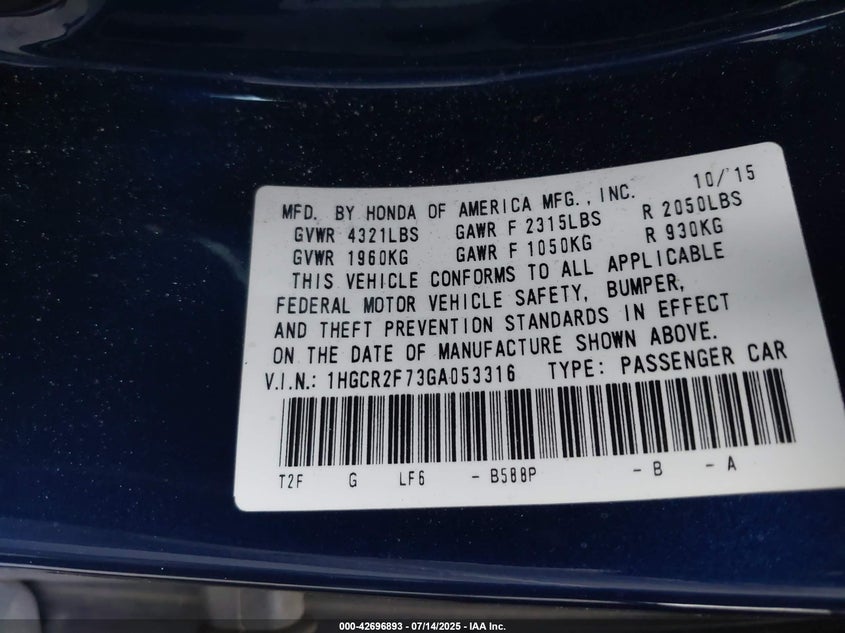 MFD. BY HONDA OF AMERICA MFG., INC. 10/'15
GVWR 4321LBS GAWR F 2315LBS R 2050LBS
GVWR 1960KG GAWR F 1050KG R 930KG
THIS VEHICLE CONFORMS TO ALL APPLICABLE
FEDERAL MOTOR VEHICLE SAFETY, BUMPER,
AND THEFT PREVENTION STANDARDS IN EFFECT
ON THE DATE OF MANUFACTURE SHOWN ABOVE.
V.I.N.: 1HGCR2F73GA053316 TYPE: PASSENGER CAR
T2F G LF6 - B588P - B - A
000-42696893 - 07/14/2025 - IAA Inc.